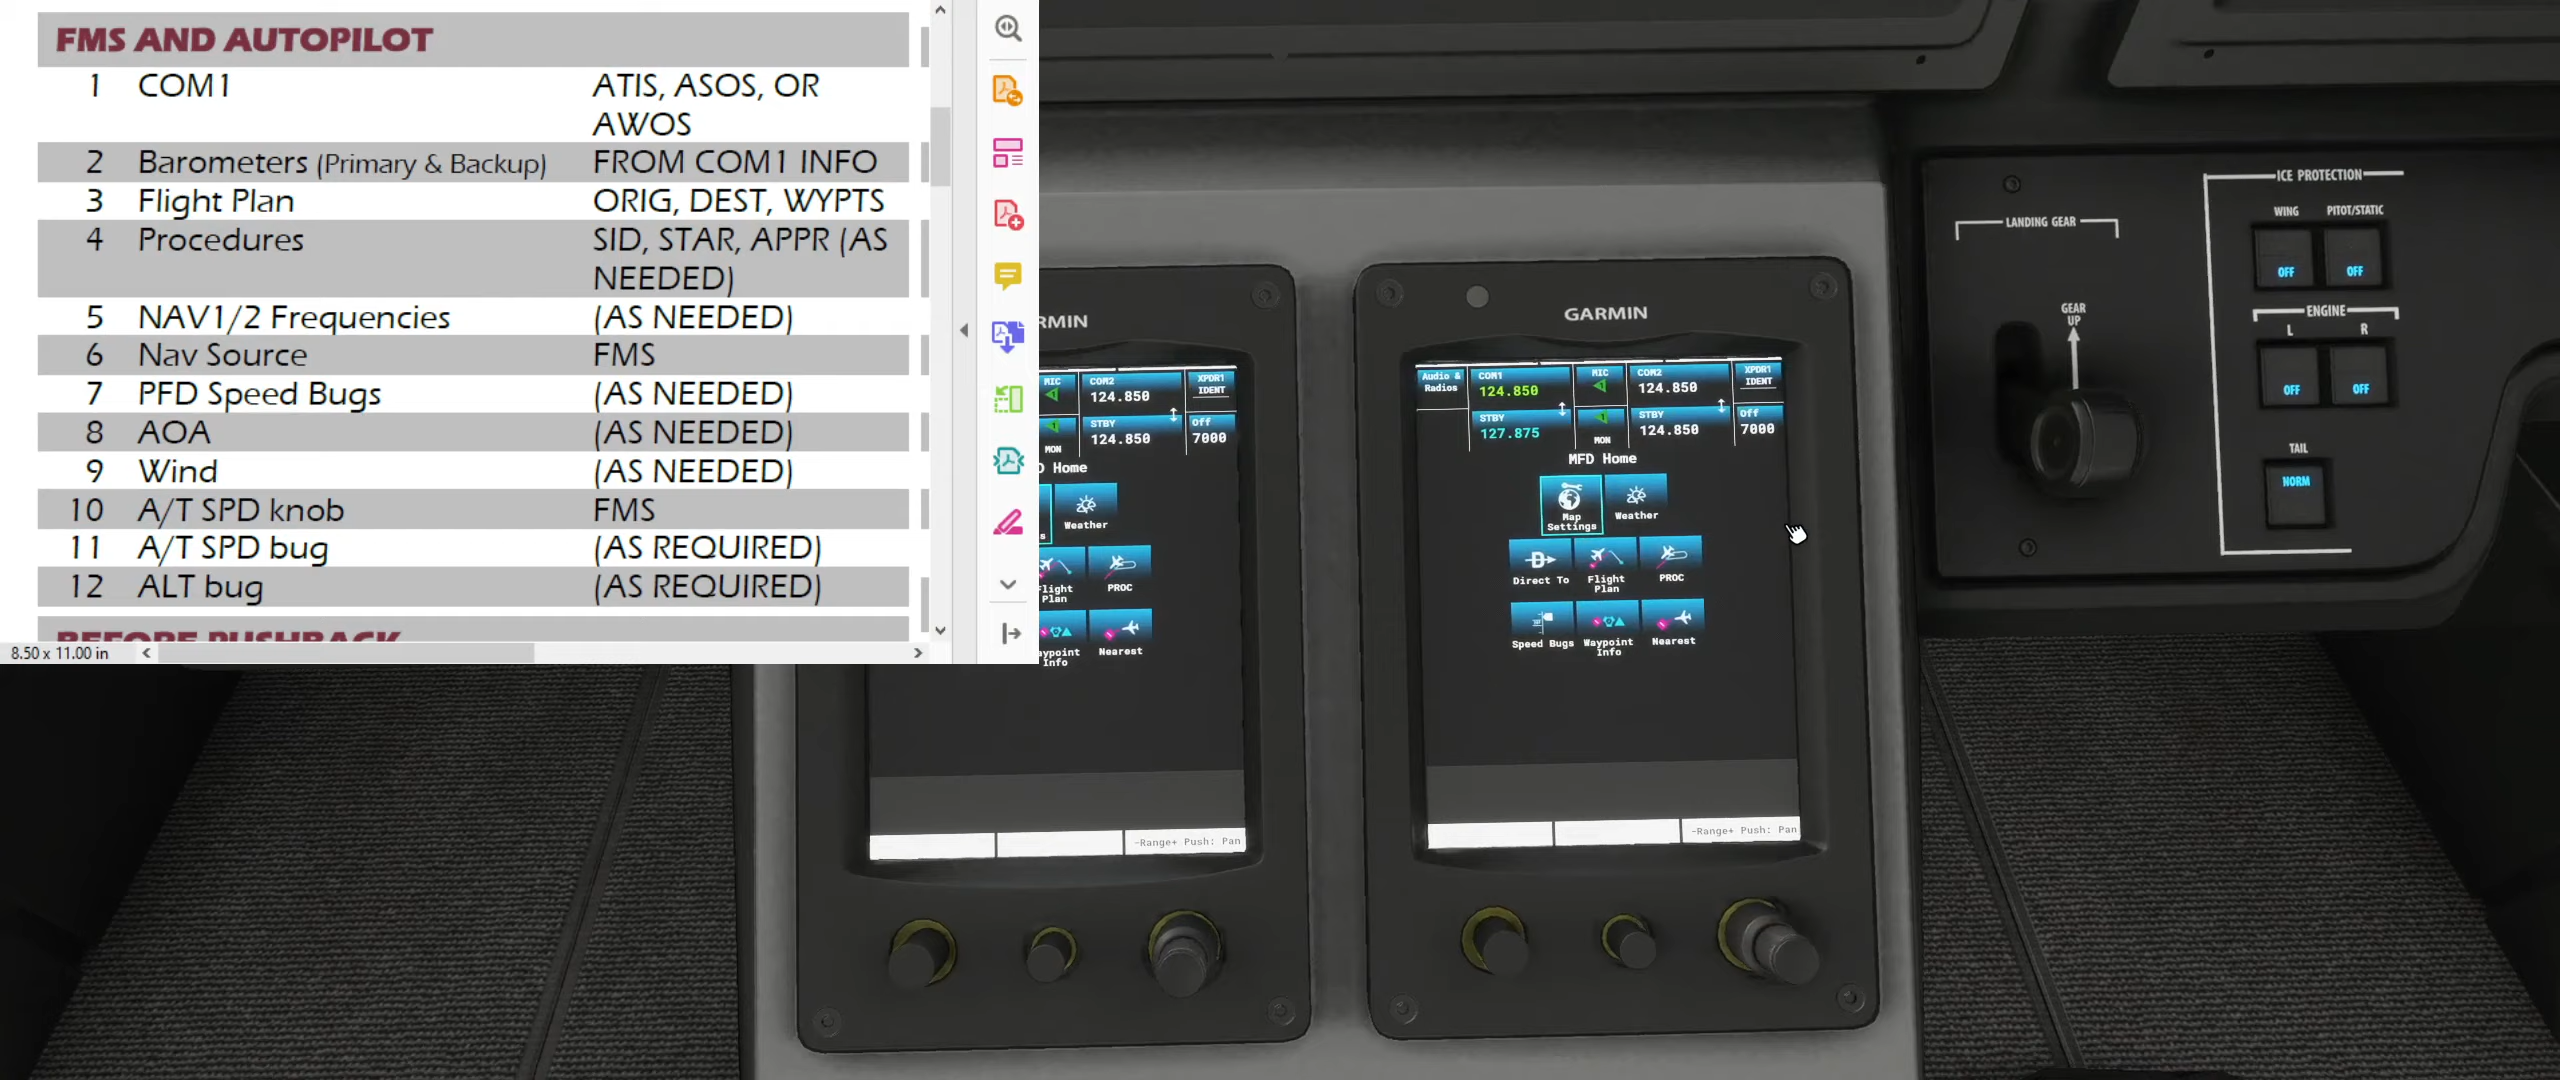 FMS AND AUTOPILOT
1 COM1 ATIS, ASOS, OR
AWOS
2 Barometers (Primary & Backup) FROM COM1 INFO
3 Flight Plan ORIG, DEST, WYPTS
4 Procedures SID, STAR, APPR (AS
NEEDED)
5 NAV1/2 Frequencies (AS NEEDED)
6 Nav Source FMS
7 PFD Speed Bugs (AS NEEDED)
8 AOA (AS NEEDED)
9 Wind (AS NEEDED)
10 A/T SPD knob FMS
11 A/T SPD bug (AS REQUIRED)
12 ALT bug (AS REQUIRED)
BEFORE PUSHBACK
8.50 x 11.00 in
RMIN
MIC COM2 XPDR1
124.850 IDENT
STBY Off
124.850 7000
MON
D Home
s Weather
Flight
Plan
PROC
aypoint
Info
Nearest
-Range+ Push: Pan
GARMIN
Audio &
Radios
COM1 MIC COM2 XPDR1
124.850 124.850 IDENT
STBY STBY Off
127.875 MON 124.850 7000
MFD Home
Map
Settings
Weather
Direct To
Flight
Plan
PROC
Speed Bugs
Waypoint
Info
Nearest
-Range+ Push: Pan
LANDING GEAR
GEAR
UP
ICE PROTECTION
WING PITOT/STATIC
OFF OFF
ENGINE
L R
OFF OFF
TAIL
NORM